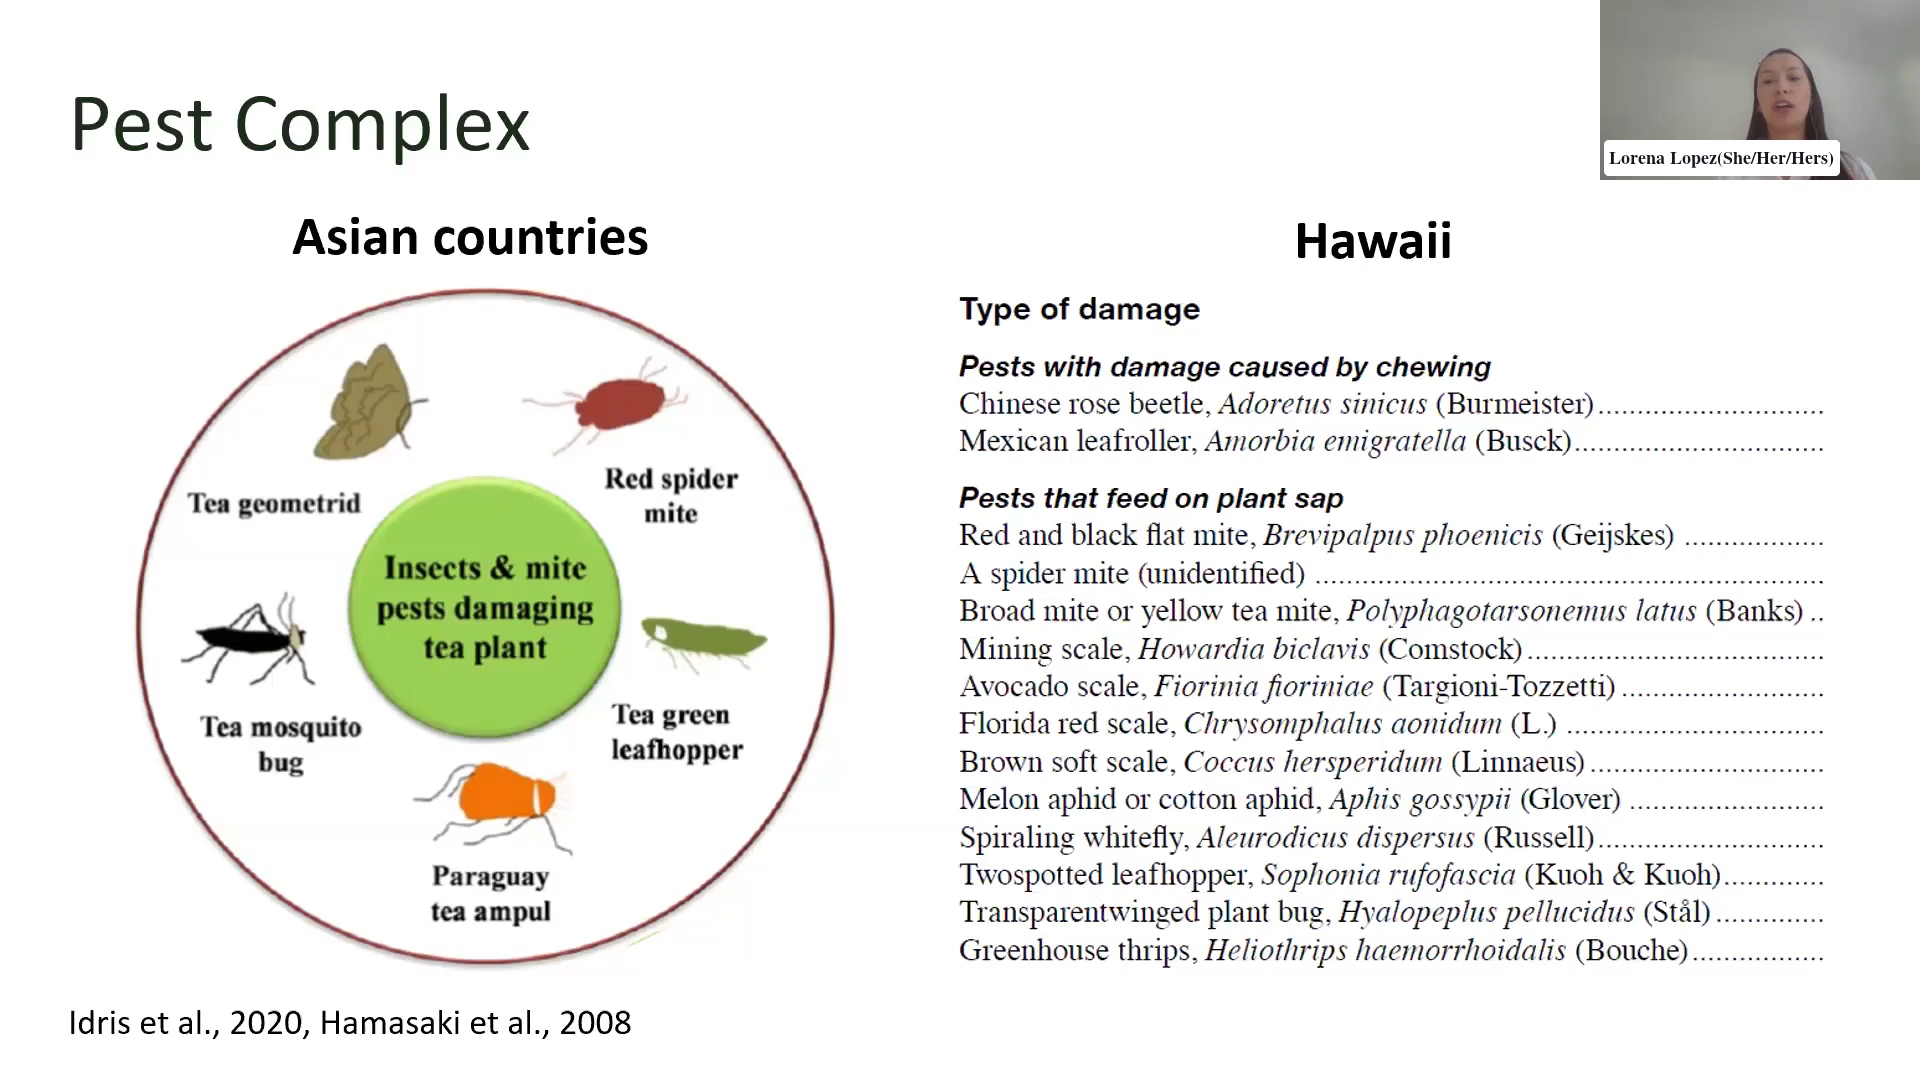 Pest Complex
Lorena Lopez(She/Her/Hers)
Asian countries
Tea geometrid
Red spider
mite
Insects & mite
pests damaging
tea plant
Tea mosquito
bug
Tea green
leafhopper
Paraguay
tea ampul
Idris et al., 2020, Hamasaki et al., 2008
Hawaii
Type of damage
Pests with damage caused by chewing
Chinese rose beetle, Adoretus sinicus (Burmeister)..............................
Mexican leafroller, Amorbia emigratella (Busck).................................
Pests that feed on plant sap
Red and black flat mite, Brevipalpus phoenicis (Geijskes) ..................
A spider mite (unidentified) ...................................................................
Broad mite or yellow tea mite, Polyphagotarsonemus latus (Banks) ..
Mining scale, Howardia biclavis (Comstock).......................................
Avocado scale, Fiorinia fioriniae (Targioni-Tozzetti) ..........................
Florida red scale, Chrysomphalus aonidum (L.) ..................................
Brown soft scale, Coccus hersperidum (Linnaeus)...............................
Melon aphid or cotton aphid, Aphis gossypii (Glover) .........................
Spiraling whitefly, Aleurodicus dispersus (Russell)..............................
Twospotted leafhopper, Sophonia rufofascia (Kuoh & Kuoh).............
Transparentwinged plant bug, Hyalopeplus pellucidus (Stål)..............
Greenhouse thrips, Heliothrips haemorrhoidalis (Bouche).................